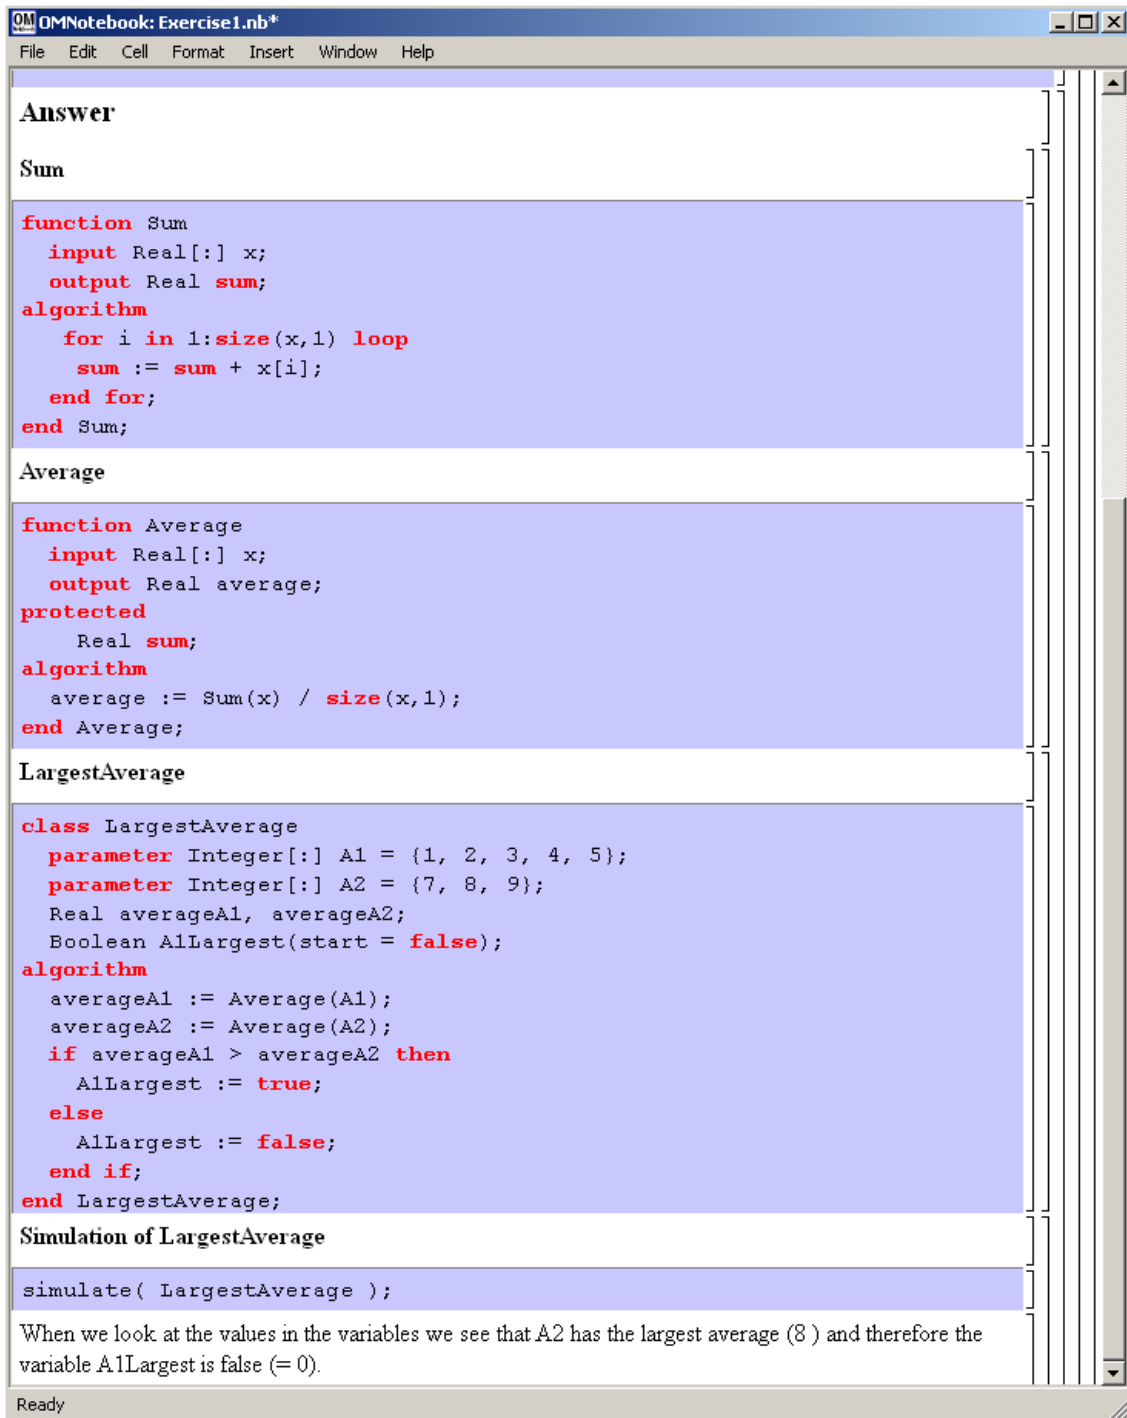 OMNotebook: Exercise1.nb*
File Edit Cell Format Insert Window Help
Answer
Sum
function Sum
input Real[:] x;
output Real sum;
algorithm
for i in 1:size(x,1) loop
sum := sum + x[i];
end for;
end Sum;
Average
function Average
input Real[:] x;
output Real average;
protected
Real sum;
algorithm
average := Sum(x) / size(x,1);
end Average;
LargestAverage
class LargestAverage
parameter Integer[:] A1 = {1, 2, 3, 4, 5};
parameter Integer[:] A2 = {7, 8, 9};
Real averageA1, averageA2;
Boolean A1Largest(start = false);
algorithm
averageA1 := Average(A1);
averageA2 := Average(A2);
if averageA1 > averageA2 then
A1Largest := true;
else
A1Largest := false;
end if;
end LargestAverage;
Simulation of LargestAverage
simulate( LargestAverage );
When we look at the values in the variables we see that A2 has the largest average (8 ) and therefore the
variable A1Largest is false (= 0).
Ready